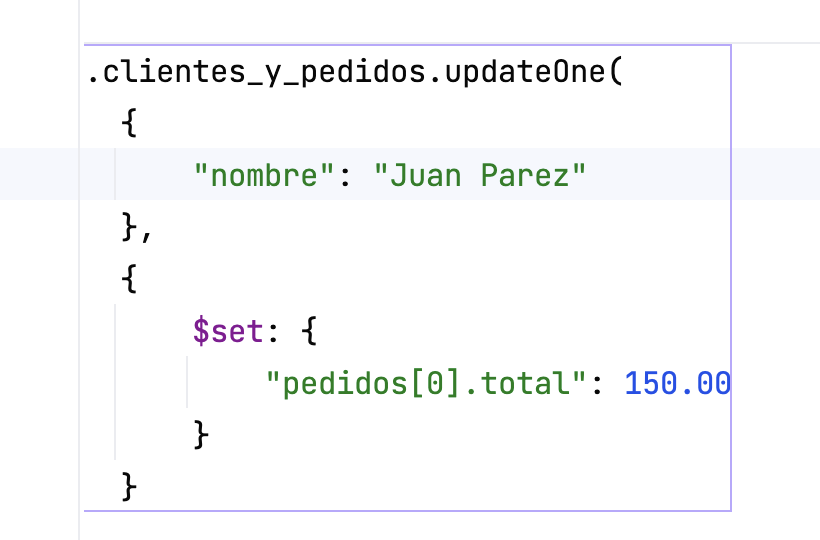 .clientes_y_pedidos.updateOne(
{
"nombre": "Juan Parez"
},
{
$set: {
"pedidos[0].total": 150.00
}
}